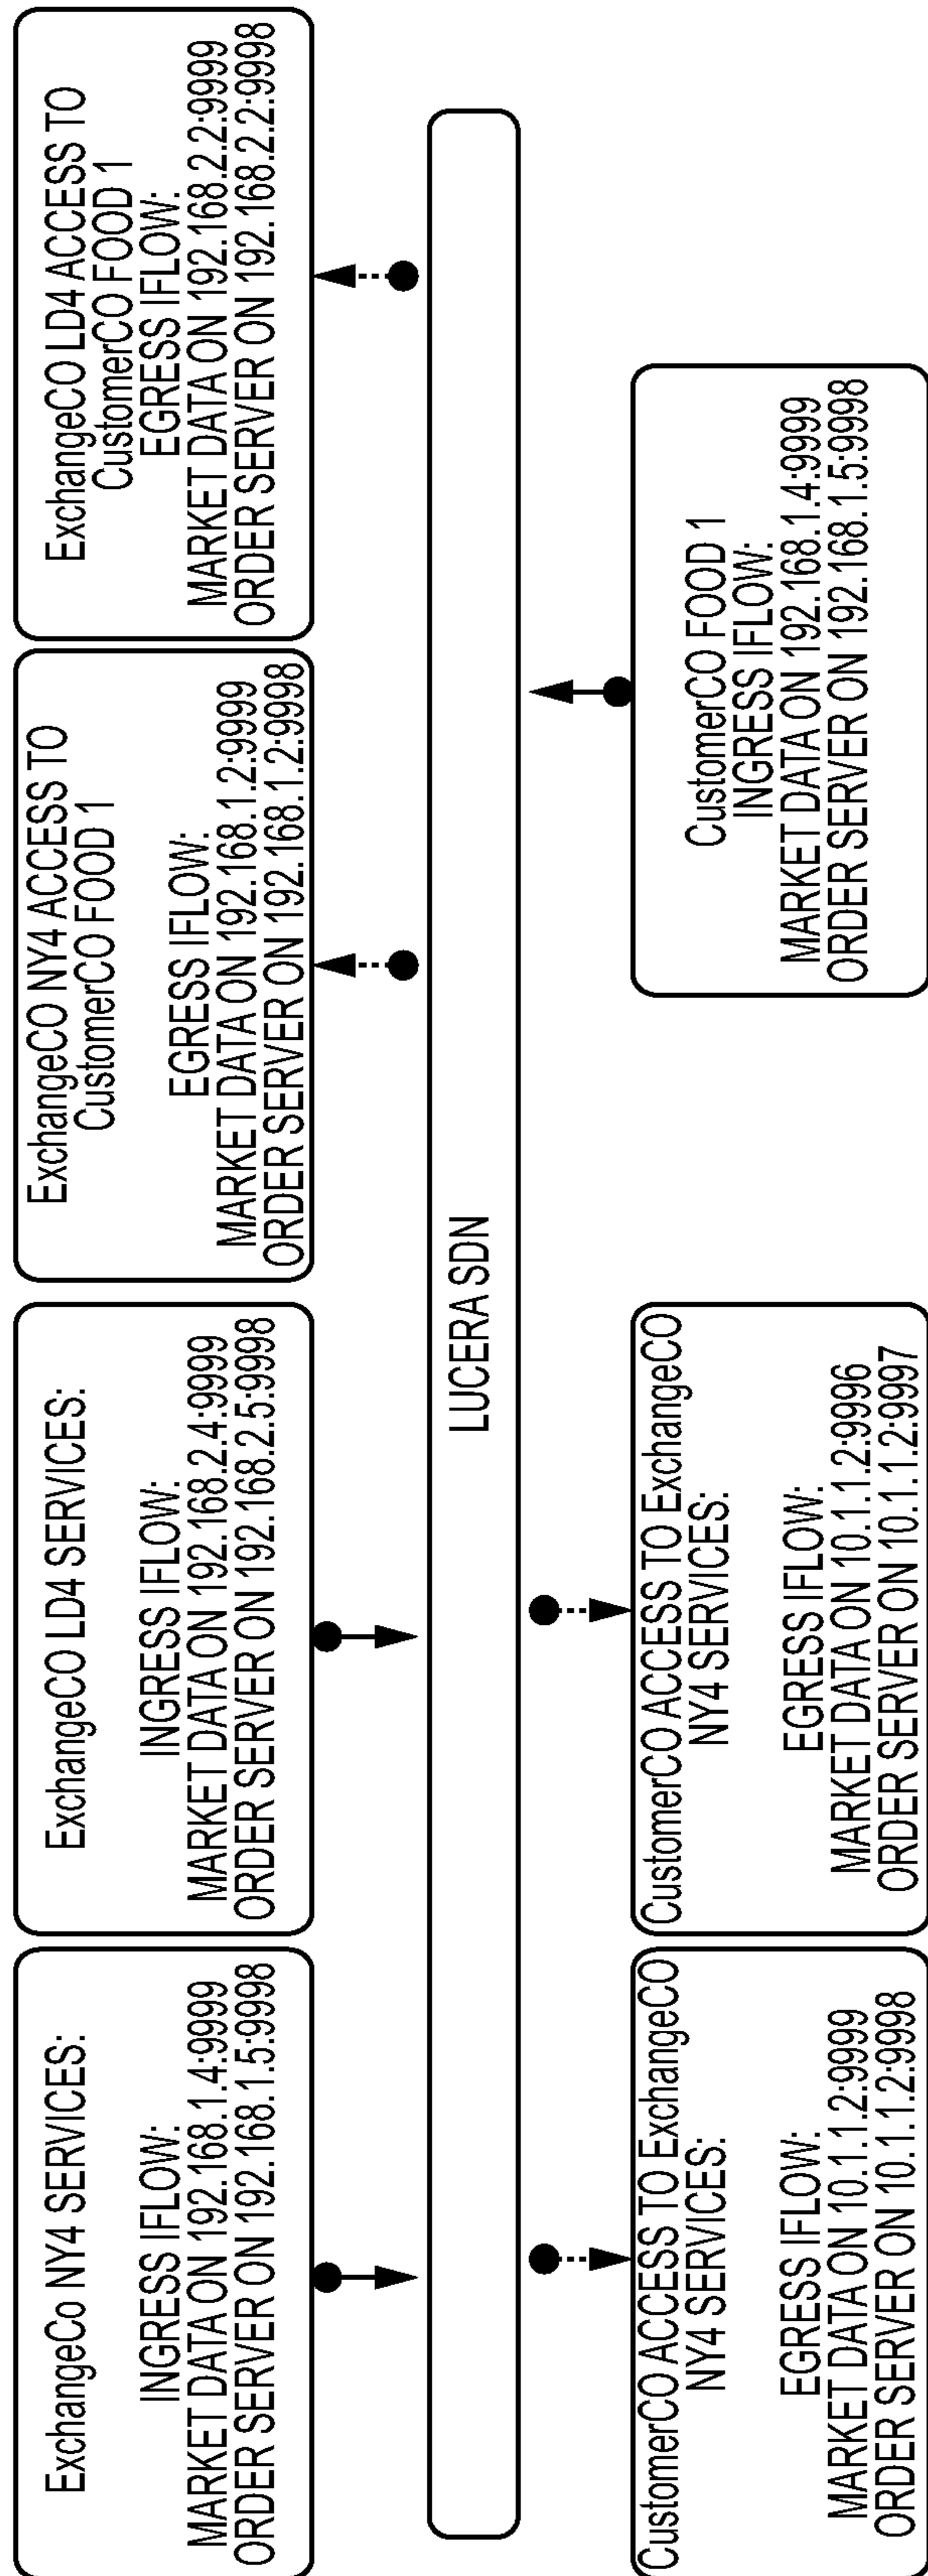 ExchangeCo NY4 SERVICES:
INGRESS IFLOW:
MARKET DATA ON 192.168.1.4:9999
ORDER SERVER ON 192.168.1.5:9998
ExchangeCO LD4 SERVICES:
INGRESS IFLOW:
MARKET DATA ON 192.168.2.4:9999
ORDER SERVER ON 192.168.2.5:9998
ExchangeCO NY4 ACCESS TO
CustomerCO FOOD 1
EGRESS IFLOW:
MARKET DATA ON 192.168.1.2:9999
ORDER SERVER ON 192.168.1.2:9998
ExchangeCO LD4 ACCESS TO
CustomerCO FOOD 1
EGRESS IFLOW:
MARKET DATA ON 192.168.2.2:9999
ORDER SERVER ON 192.168.2.2:9998
LUCERA SDN
CustomerCO ACCESS TO ExchangeCO
NY4 SERVICES:
EGRESS IFLOW:
MARKET DATA ON 10.1.1.2:9999
ORDER SERVER ON 10.1.1.2:9998
CustomerCO ACCESS TO ExchangeCO
NY4 SERVICES:
EGRESS IFLOW:
MARKET DATA ON 10.1.1.2:9996
ORDER SERVER ON 10.1.1.2:9997
CustomerCO FOOD 1
INGRESS IFLOW:
MARKET DATA ON 192.168.1.4:9999
ORDER SERVER ON 192.168.1.5:9998